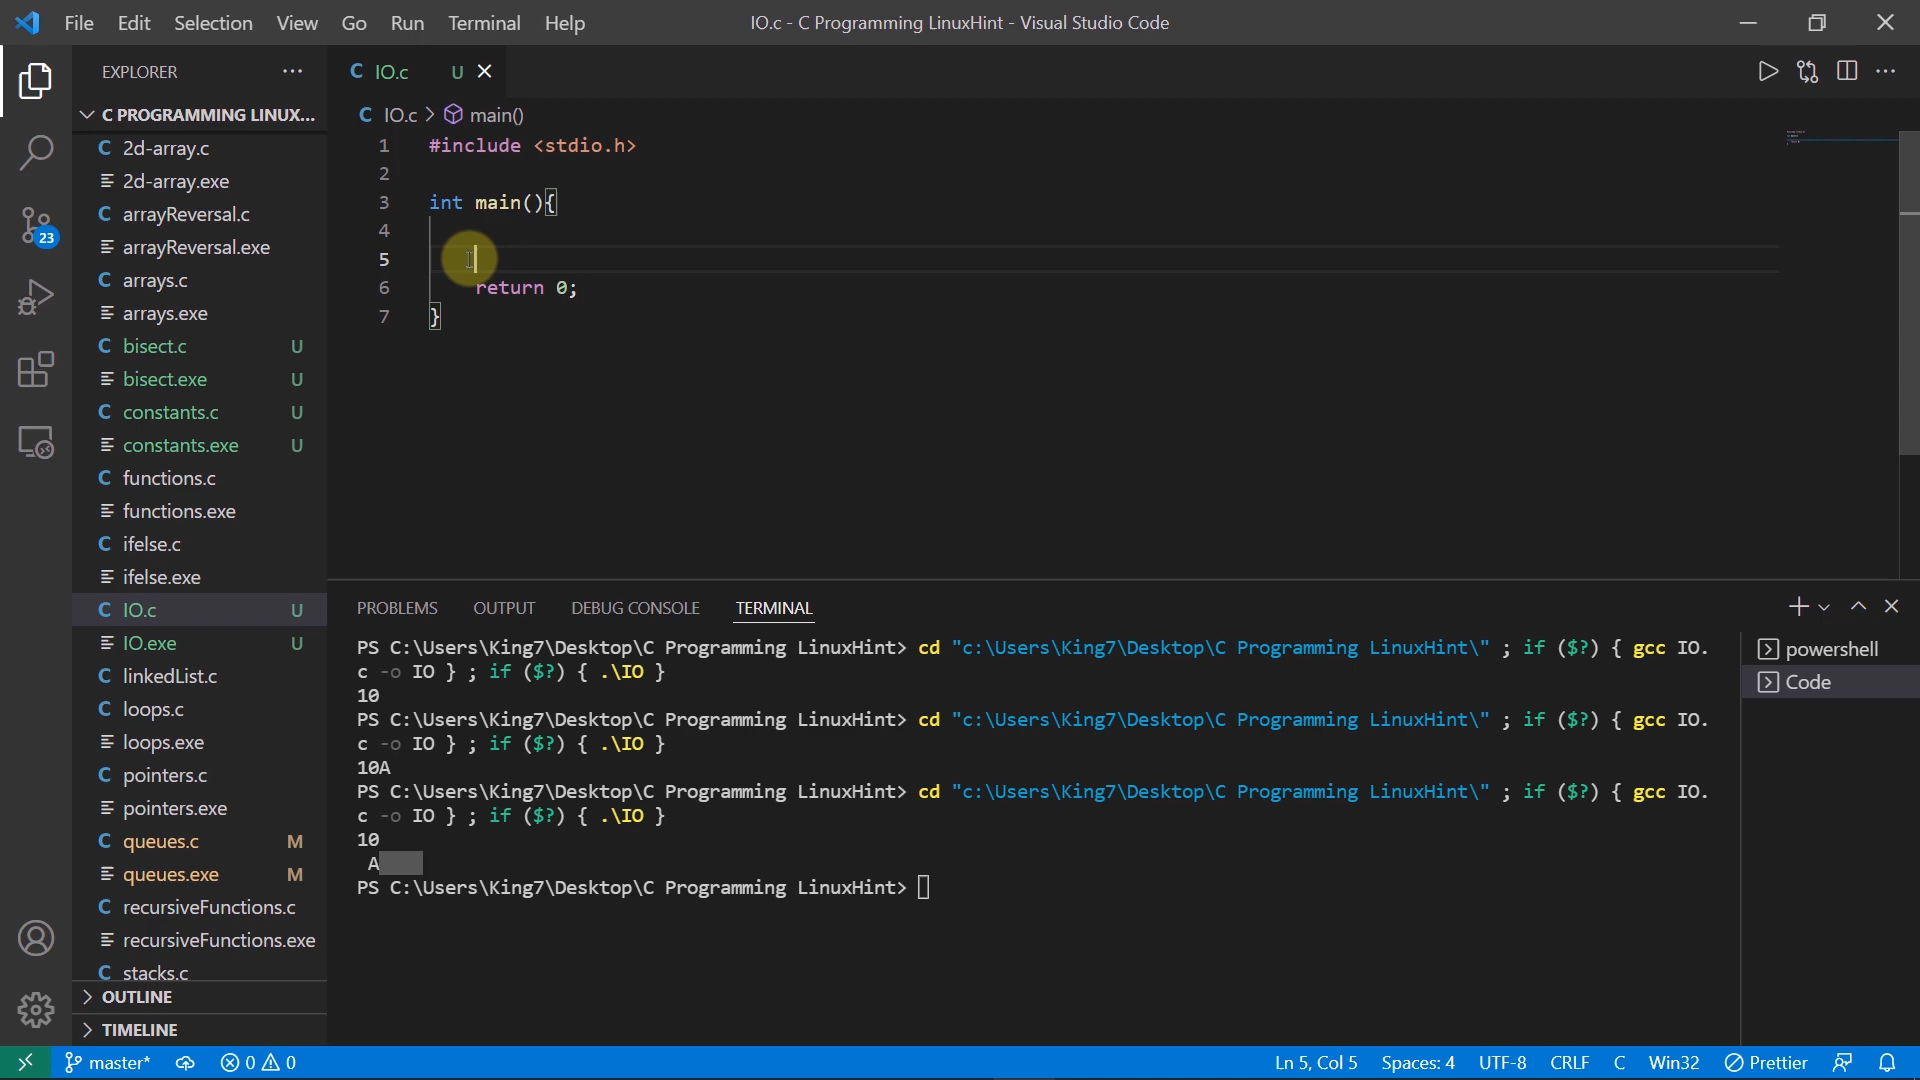 File Edit Selection View Go Run Terminal Help
IO.c - C Programming LinuxHint - Visual Studio Code
EXPLORER
C PROGRAMMING LINUX...
C 2d-array.c
2d-array.exe
C arrayReversal.c
arrayReversal.exe
C arrays.c
arrays.exe
C bisect.c U
bisect.exe U
C constants.c U
constants.exe U
C functions.c
functions.exe
C ifelse.c
ifelse.exe
C IO.c U
IO.exe U
C linkedList.c
C loops.c
loops.exe
C pointers.c
pointers.exe
C queues.c M
queues.exe M
C recursiveFunctions.c
recursiveFunctions.exe
C stacks.c
OUTLINE
TIMELINE
23
C IO.c U
C IO.c > main()
1 #include <stdio.h>
2
3 int main(){
4
5
6 return 0;
7 }
PROBLEMS OUTPUT DEBUG CONSOLE TERMINAL
PS C:\Users\King7\Desktop\C Programming LinuxHint> cd "c:\Users\King7\Desktop\C Programming LinuxHint\" ; if ($?) { gcc IO.
c -o IO } ; if ($?) { .\IO }
10
PS C:\Users\King7\Desktop\C Programming LinuxHint> cd "c:\Users\King7\Desktop\C Programming LinuxHint\" ; if ($?) { gcc IO.
c -o IO } ; if ($?) { .\IO }
10A
PS C:\Users\King7\Desktop\C Programming LinuxHint> cd "c:\Users\King7\Desktop\C Programming LinuxHint\" ; if ($?) { gcc IO.
c -o IO } ; if ($?) { .\IO }
10
A
PS C:\Users\King7\Desktop\C Programming LinuxHint>
powershell
Code
master* 0 0
Ln 5, Col 5 Spaces: 4 UTF-8 CRLF C Win32 Prettier